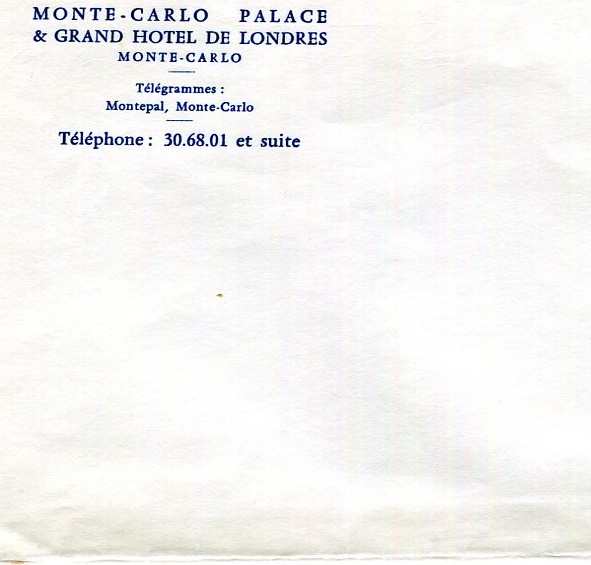 MONTE-CARLO PALACE
& GRAND HOTEL DE LONDRES
MONTE-CARLO
Télégrammes :
Montepal, Monte-Carlo
Téléphone : 30.68.01 et suite